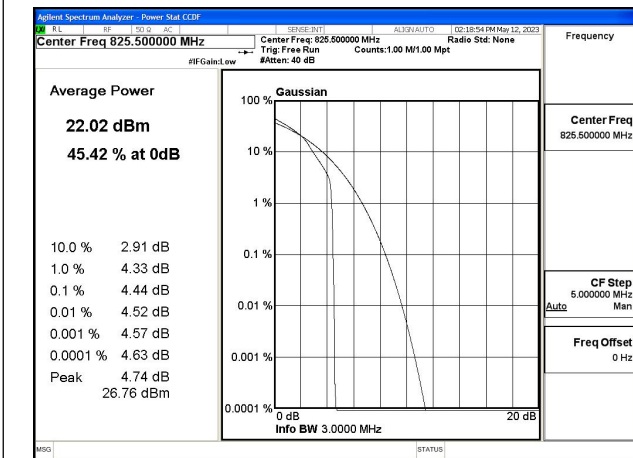 Agilent Spectrum Analyzer - Power Stat CCDF
RL RF 50 Ω AC SENSE:INT ALIGNAUTO 02:18:54 PM May 12, 2023
Center Freq 825.500000 MHz
Center Freq: 825.500000 MHz Radio Std: None
Trig: Free Run Counts:1.00 M/1.00 Mpt
#IFGain:Low #Atten: 40 dB
Frequency
Average Power
22.02 dBm
45.42 % at 0dB
10.0 % 2.91 dB
1.0 % 4.33 dB
0.1 % 4.44 dB
0.01 % 4.52 dB
0.001 % 4.57 dB
0.0001 % 4.63 dB
Peak 4.74 dB
26.76 dBm
Gaussian
100 %
10 %
1 %
0.1 %
0.01 %
0.001 %
0.0001 %
0 dB 20 dB
Info BW 3.0000 MHz
Center Freq
825.500000 MHz
CF Step
5.000000 MHz
Auto Man
Freq Offset
0 Hz
MSG STATUS